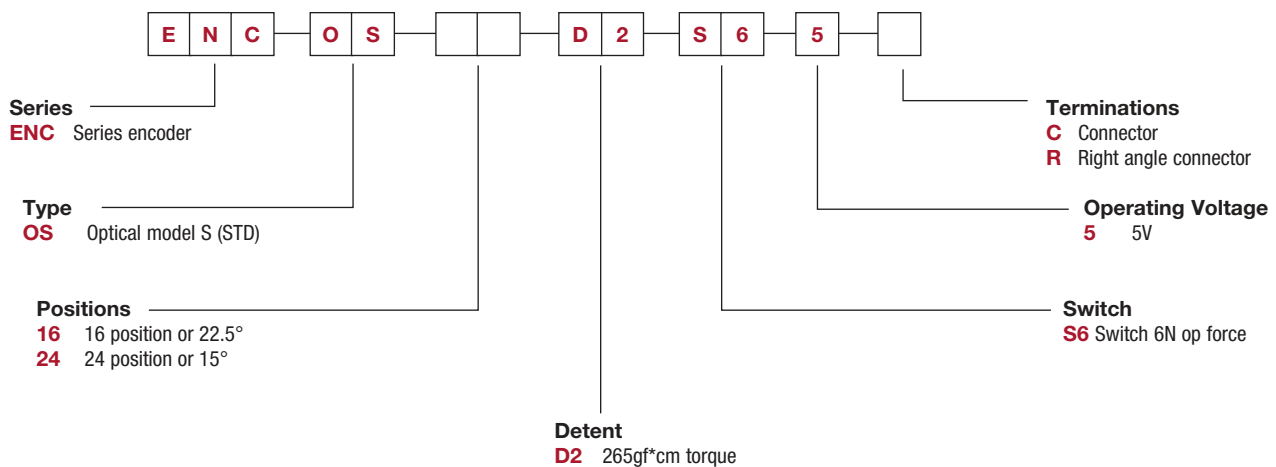 E N C O S D 2 S 6 5
Series
ENC Series encoder
Type
OS Optical model S (STD)
Positions
16 16 position or 22.5°
24 24 position or 15°
Detent
D2 265gf*cm torque
Terminations
C Connector
R Right angle connector
Operating Voltage
5 5V
Switch
S6 Switch 6N op force